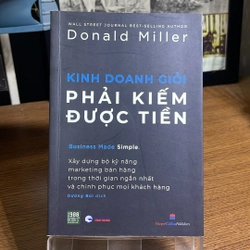 WALL STREET JOURNAL BEST-SELLING AUTHOR
Donald Miller
KINH DOANH GIỎI
PHẢI KIẾM
ĐƯỢC TIỀN
Business Made Simple:
Xây dựng bộ kỹ năng
marketing bán hàng
trong thời gian ngắn nhất
và chinh phục mọi khách hàng